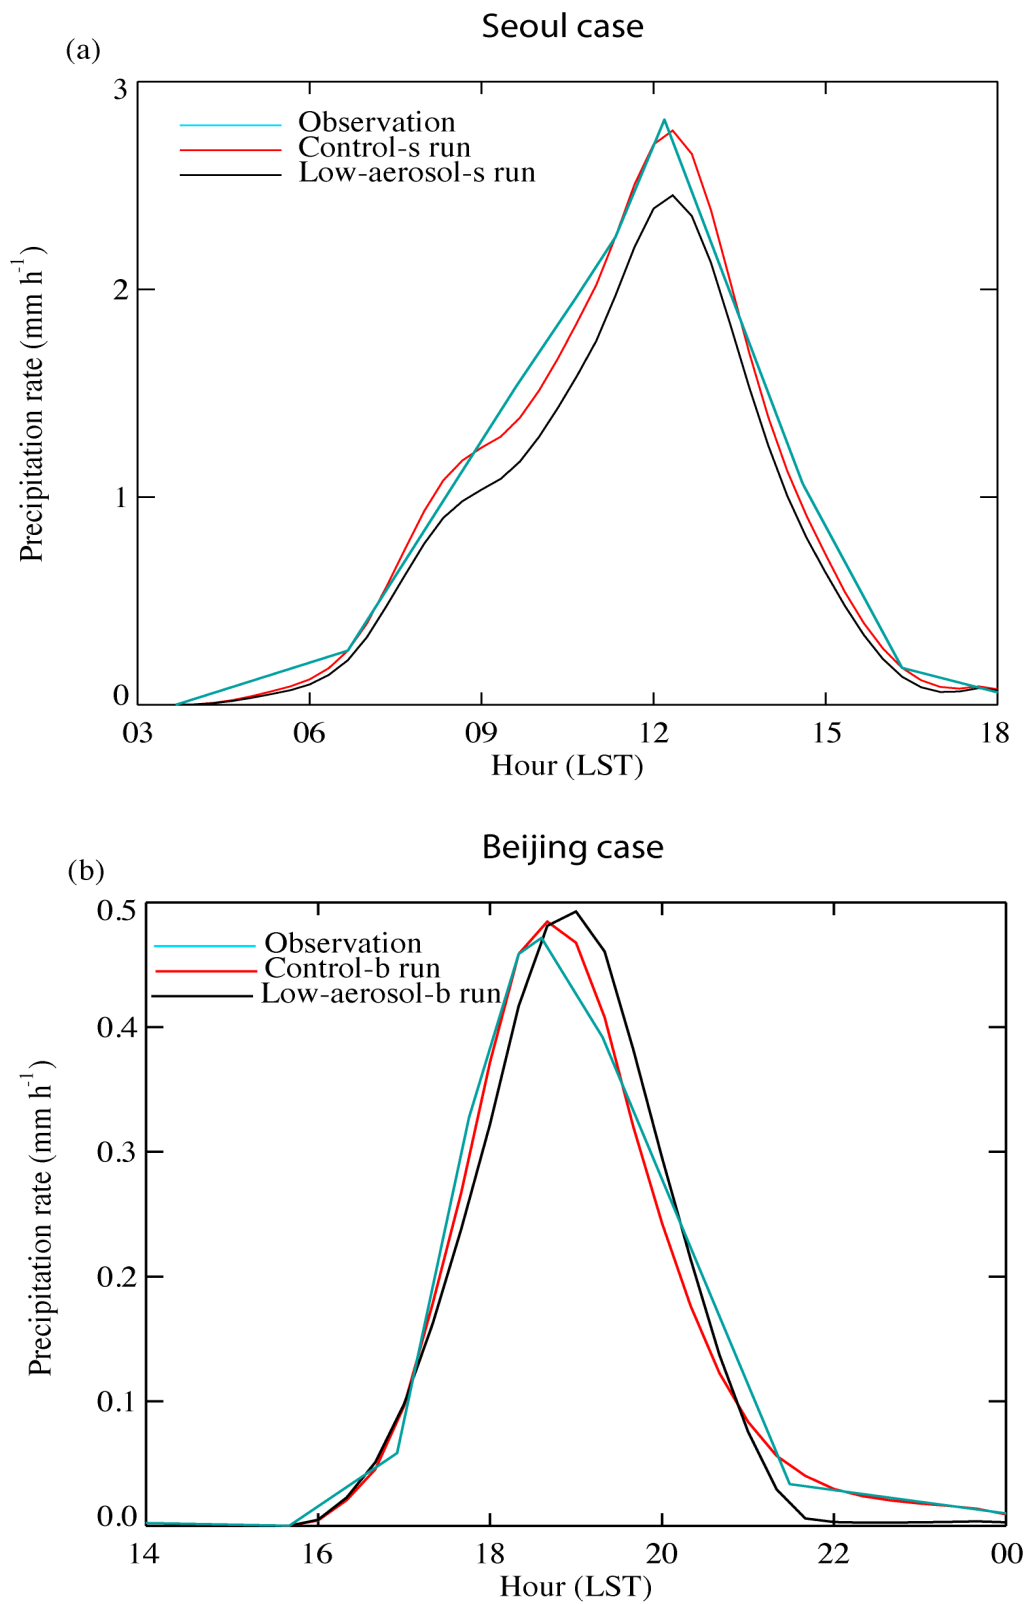 Seoul case
(a)
3
Observation
Control-s run
Low-aerosol-s run
2
1
0
Precipitation rate (mm h⁻¹)
03 06 09 12 15 18
Hour (LST)
Beijing case
(b)
0.5
Observation
Control-b run
Low-aerosol-b run
0.4
0.3
0.2
0.1
0.0
Precipitation rate (mm h⁻¹)
14 16 18 20 22 00
Hour (LST)